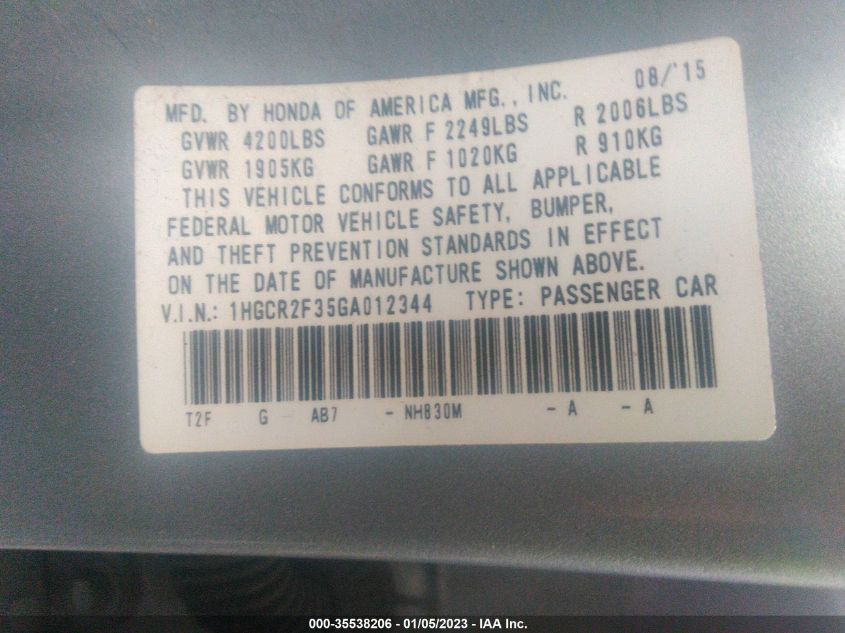 MFD. BY HONDA OF AMERICA MFG., INC. 08/'15
GVWR 4200LBS GAWR F 2249LBS R 2006LBS
GVWR 1905KG GAWR F 1020KG R 910KG
THIS VEHICLE CONFORMS TO ALL APPLICABLE
FEDERAL MOTOR VEHICLE SAFETY, BUMPER,
AND THEFT PREVENTION STANDARDS IN EFFECT
ON THE DATE OF MANUFACTURE SHOWN ABOVE.
V.I.N.: 1HGCR2F35GA012344 TYPE: PASSENGER CAR
T2F G AB7 - NH830M - A - A
000-35538206 - 01/05/2023 - IAA Inc.